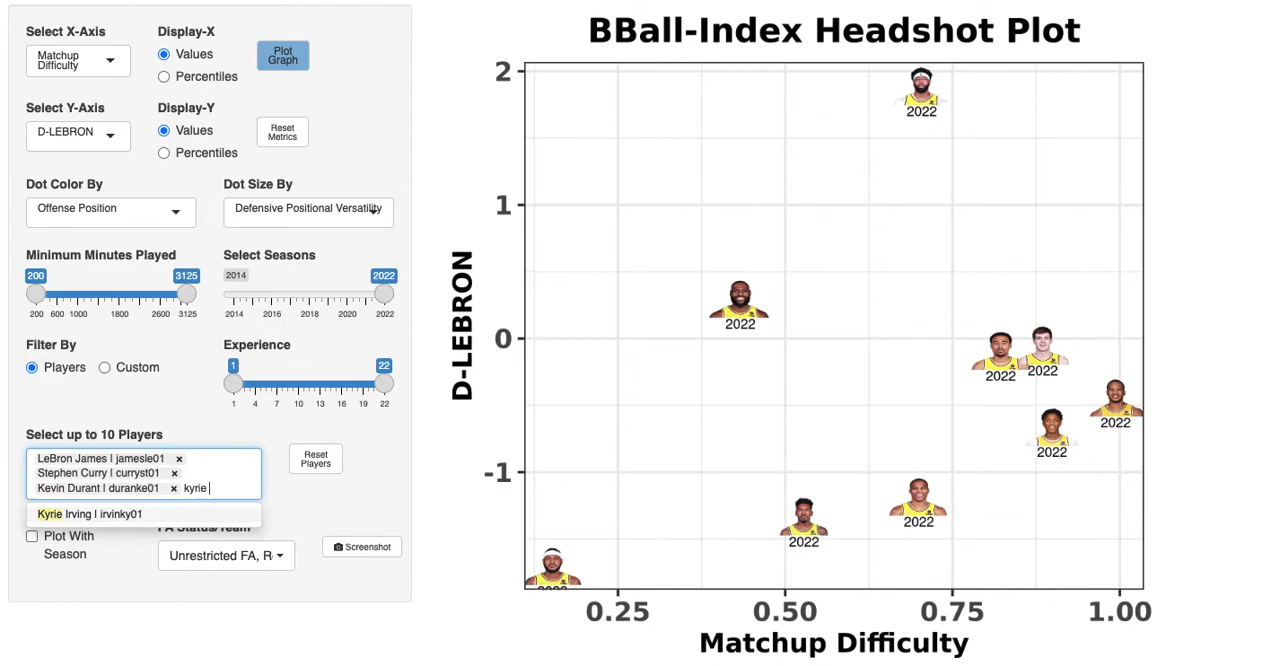 Select X-Axis
Display-X
Matchup
Difficulty
Values
Percentiles
Plot
Graph
Select Y-Axis
Display-Y
D-LEBRON
Values
Percentiles
Reset
Metrics
Dot Color By
Dot Size By
Offense Position
Defensive Positional Versatility
Minimum Minutes Played
Select Seasons
200
3125
2014
2022
200 600 1000 1800 2600 3125
2014 2016 2018 2020 2022
Filter By
Experience
Players
Custom
1
22
1 4 7 10 13 16 19 22
Select up to 10 Players
LeBron James | jamesle01 ×
Stephen Curry | curryst01 ×
Kevin Durant | duranke01 × kyrie
Reset
Players
Kyrie Irving | irvinky01
Plot With
Season
FA Status/Team
Unrestricted FA, R
Screenshot
BBall-Index Headshot Plot
D-LEBRON
2
1
0
-1
2022
2022
2022
2022
2022
2022
2022
2022
2022
0.25 0.50 0.75 1.00
Matchup Difficulty